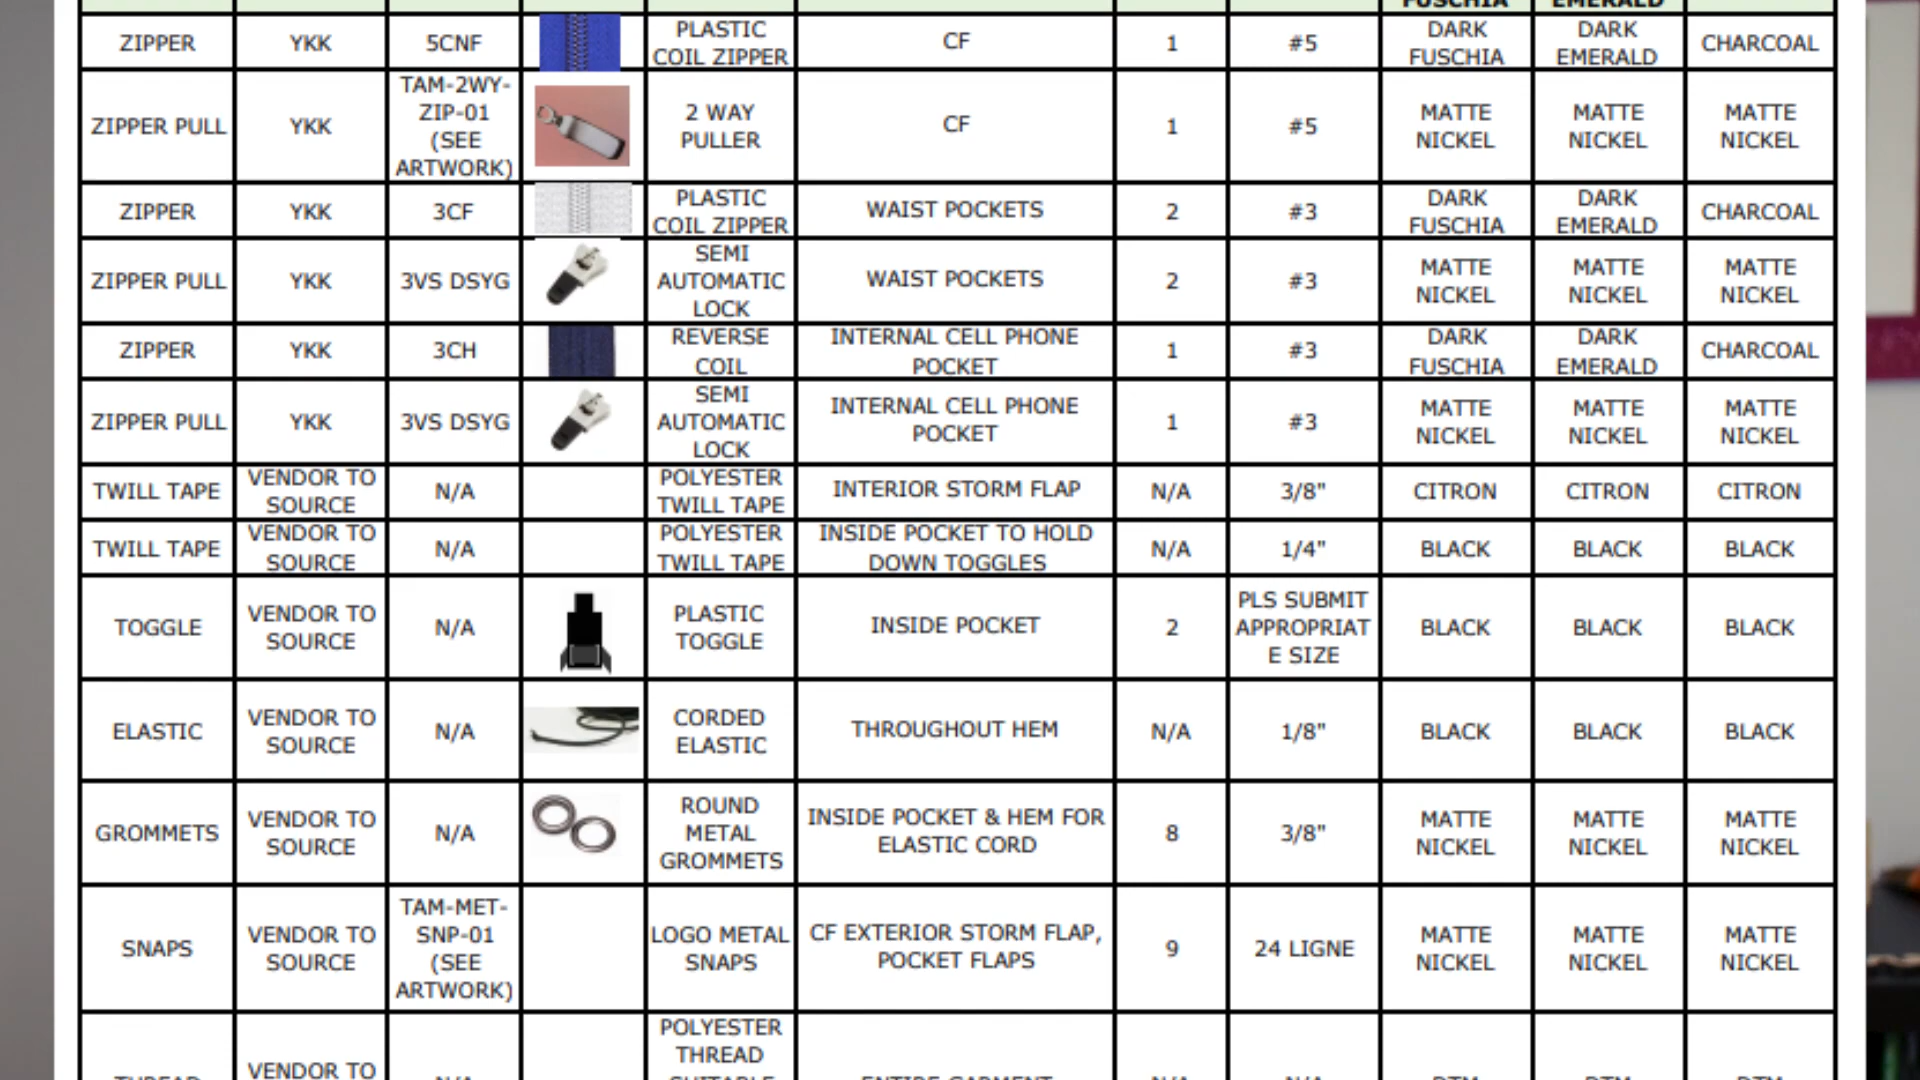 FUSCHIA EMERALD
ZIPPER YKK 5CNF PLASTIC COIL ZIPPER CF 1 #5 DARK FUSCHIA DARK EMERALD CHARCOAL
ZIPPER PULL YKK TAM-2WY-ZIP-01 (SEE ARTWORK) 2 WAY PULLER CF 1 #5 MATTE NICKEL MATTE NICKEL MATTE NICKEL
ZIPPER YKK 3CF PLASTIC COIL ZIPPER WAIST POCKETS 2 #3 DARK FUSCHIA DARK EMERALD CHARCOAL
ZIPPER PULL YKK 3VS DSYG SEMI AUTOMATIC LOCK WAIST POCKETS 2 #3 MATTE NICKEL MATTE NICKEL MATTE NICKEL
ZIPPER YKK 3CH REVERSE COIL INTERNAL CELL PHONE POCKET 1 #3 DARK FUSCHIA DARK EMERALD CHARCOAL
ZIPPER PULL YKK 3VS DSYG SEMI AUTOMATIC LOCK INTERNAL CELL PHONE POCKET 1 #3 MATTE NICKEL MATTE NICKEL MATTE NICKEL
TWILL TAPE VENDOR TO SOURCE N/A POLYESTER TWILL TAPE INTERIOR STORM FLAP N/A 3/8" CITRON CITRON CITRON
TWILL TAPE VENDOR TO SOURCE N/A POLYESTER TWILL TAPE INSIDE POCKET TO HOLD DOWN TOGGLES N/A 1/4" BLACK BLACK BLACK
TOGGLE VENDOR TO SOURCE N/A PLASTIC TOGGLE INSIDE POCKET 2 PLS SUBMIT APPROPRIAT E SIZE BLACK BLACK BLACK
ELASTIC VENDOR TO SOURCE N/A CORDED ELASTIC THROUGHOUT HEM N/A 1/8" BLACK BLACK BLACK
GROMMETS VENDOR TO SOURCE N/A ROUND METAL GROMMETS INSIDE POCKET & HEM FOR ELASTIC CORD 8 3/8" MATTE NICKEL MATTE NICKEL MATTE NICKEL
SNAPS VENDOR TO SOURCE TAM-MET-SNP-01 (SEE ARTWORK) LOGO METAL SNAPS CF EXTERIOR STORM FLAP, POCKET FLAPS 9 24 LIGNE MATTE NICKEL MATTE NICKEL MATTE NICKEL
THREAD VENDOR TO N/A POLYESTER THREAD SUITABLE ENTIRE GARMENT N/A N/A DTM DTM DTM